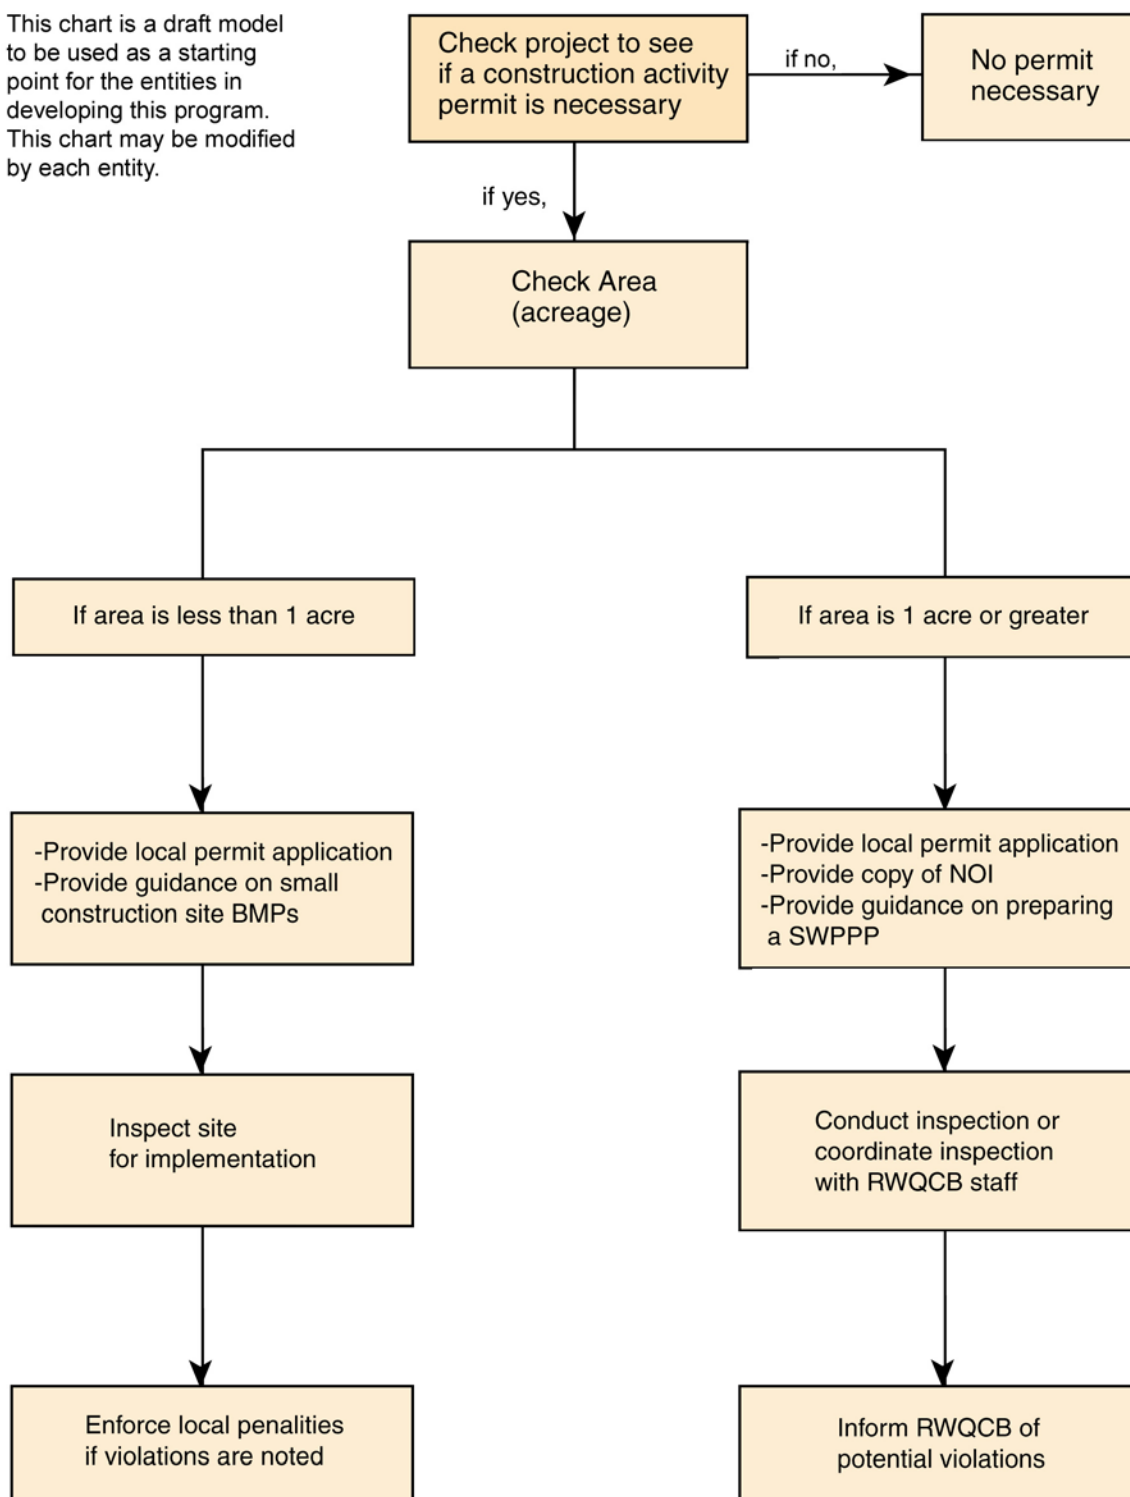 This chart is a draft model
to be used as a starting
point for the entities in
developing this program.
This chart may be modified
by each entity.
Check project to see
if a construction activity
permit is necessary
if no,
No permit
necessary
if yes,
Check Area
(acreage)
If area is less than 1 acre
If area is 1 acre or greater
-Provide local permit application
-Provide guidance on small
construction site BMPs
-Provide local permit application
-Provide copy of NOI
-Provide guidance on preparing
a SWPPP
Inspect site
for implementation
Conduct inspection or
coordinate inspection
with RWQCB staff
Enforce local penalities
if violations are noted
Inform RWQCB of
potential violations